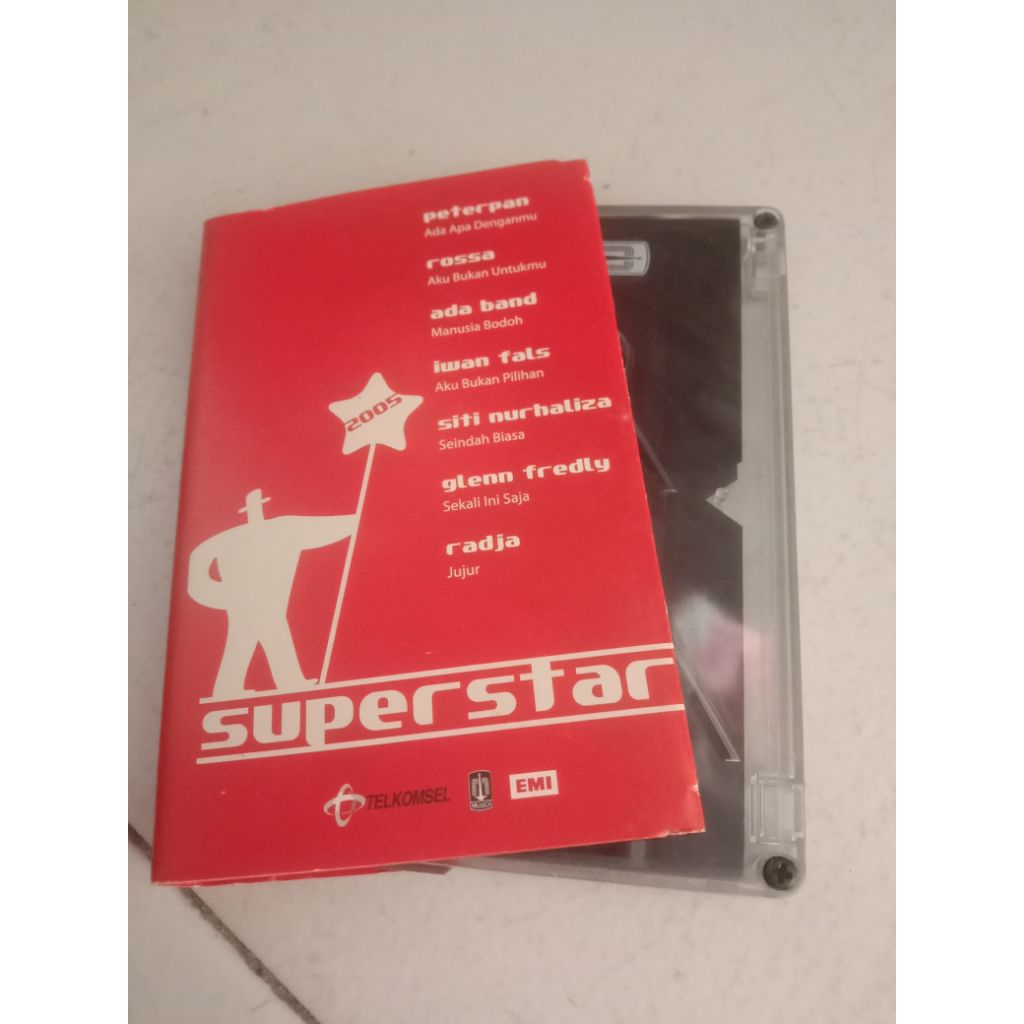 peterpan
Ada Apa Denganmu
rossa
Aku Bukan Untukmu
ada band
Manusia Bodoh
iwan fals
Aku Bukan Pilihan
siti nurhaliza
Seindah Biasa
glenn fredly
Sekali Ini Saja
radja
Jujur
2005
superstar
TELKOMSEL
MUSICA
EMI